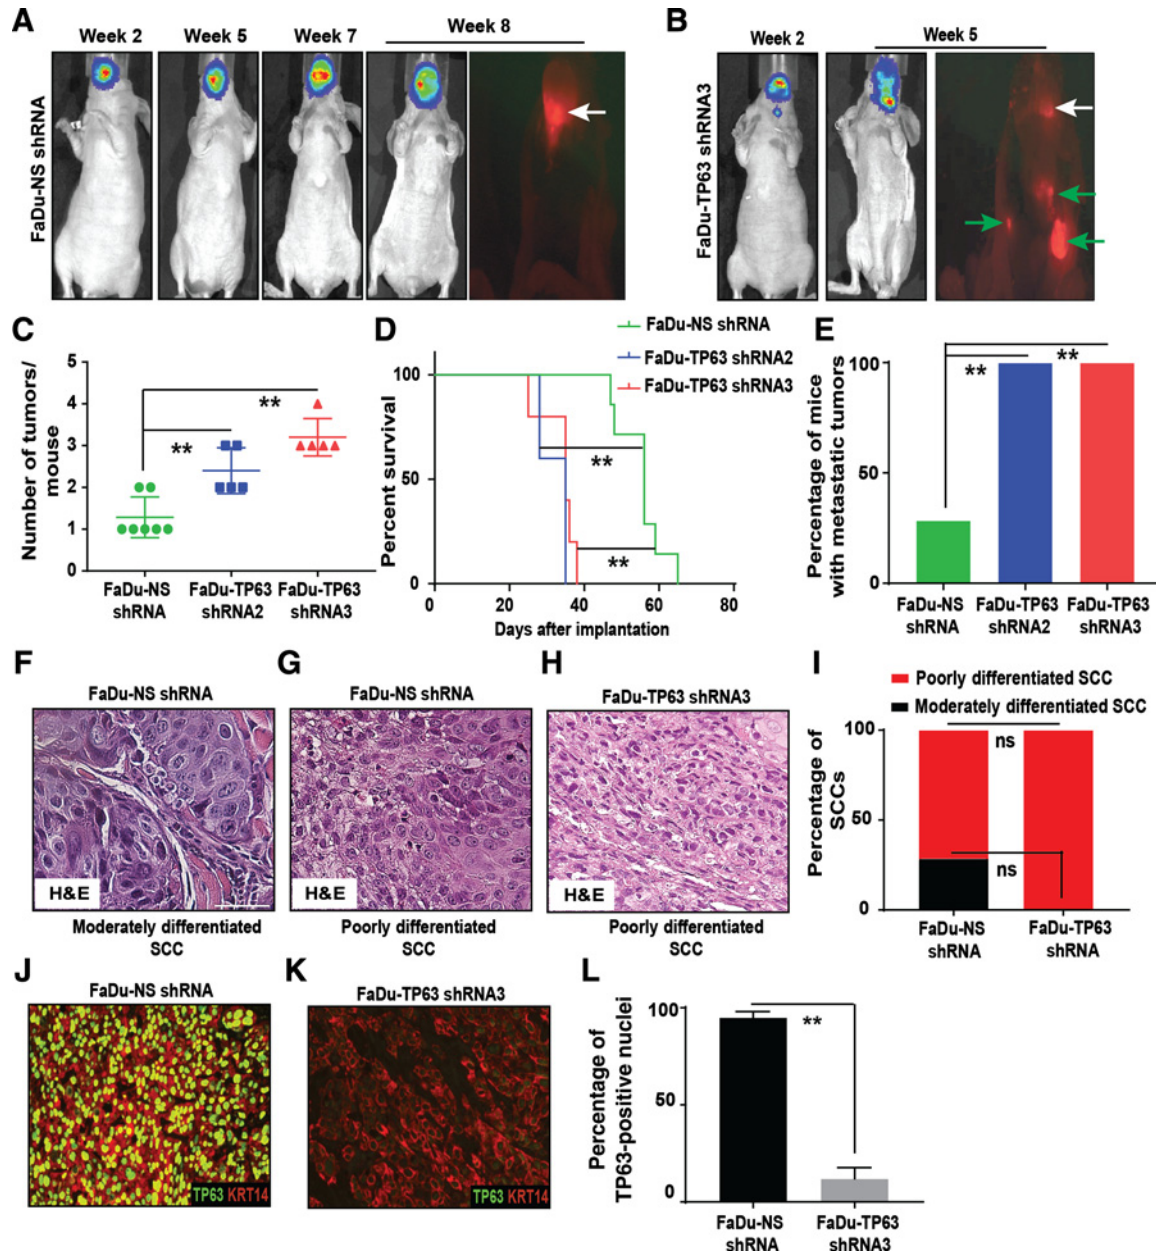 A
Week 2
Week 5
Week 7
Week 8
FaDu-NS shRNA
B
Week 2
Week 5
FaDu-TP63 shRNA3
C
Number of tumors/
mouse
5
4
3
2
1
0
**
**
FaDu-NS
shRNA
FaDu-TP63
shRNA2
FaDu-TP63
shRNA3
D
FaDu-NS shRNA
FaDu-TP63 shRNA2
FaDu-TP63 shRNA3
Percent survival
100
50
0
**
**
0
20
40
60
80
Days after implantation
E
Percentage of mice
with metastatic tumors
100
50
0
**
**
FaDu-NS
shRNA
FaDu-TP63
shRNA2
FaDu-TP63
shRNA3
F
FaDu-NS shRNA
H&E
Moderately differentiated
SCC
G
FaDu-NS shRNA
H&E
Poorly differentiated
SCC
H
FaDu-TP63 shRNA3
H&E
Poorly differentiated
SCC
I
Poorly differentiated SCC
Moderately differentiated SCC
Percentage of
SCCs
100
50
0
ns
ns
FaDu-NS
shRNA
FaDu-TP63
shRNA
J
FaDu-NS shRNA
TP63 KRT14
K
FaDu-TP63 shRNA3
TP63 KRT14
L
Percentage of
TP63-positive nuclei
100
50
0
**
FaDu-NS
shRNA
FaDu-TP63
shRNA3